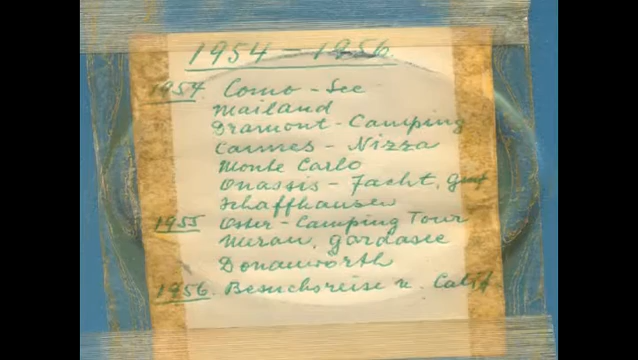 1954 – 1956
1954 Como – See
Mailand
Dramont – Camping
Cannes – Nizza
Monte Carlo
Onassis – Jacht,
Schaffhausen
1955 Oster – Camping Tour
Meran, Gardasee
Donauwörth
1956. Besuchsreise n. Calif